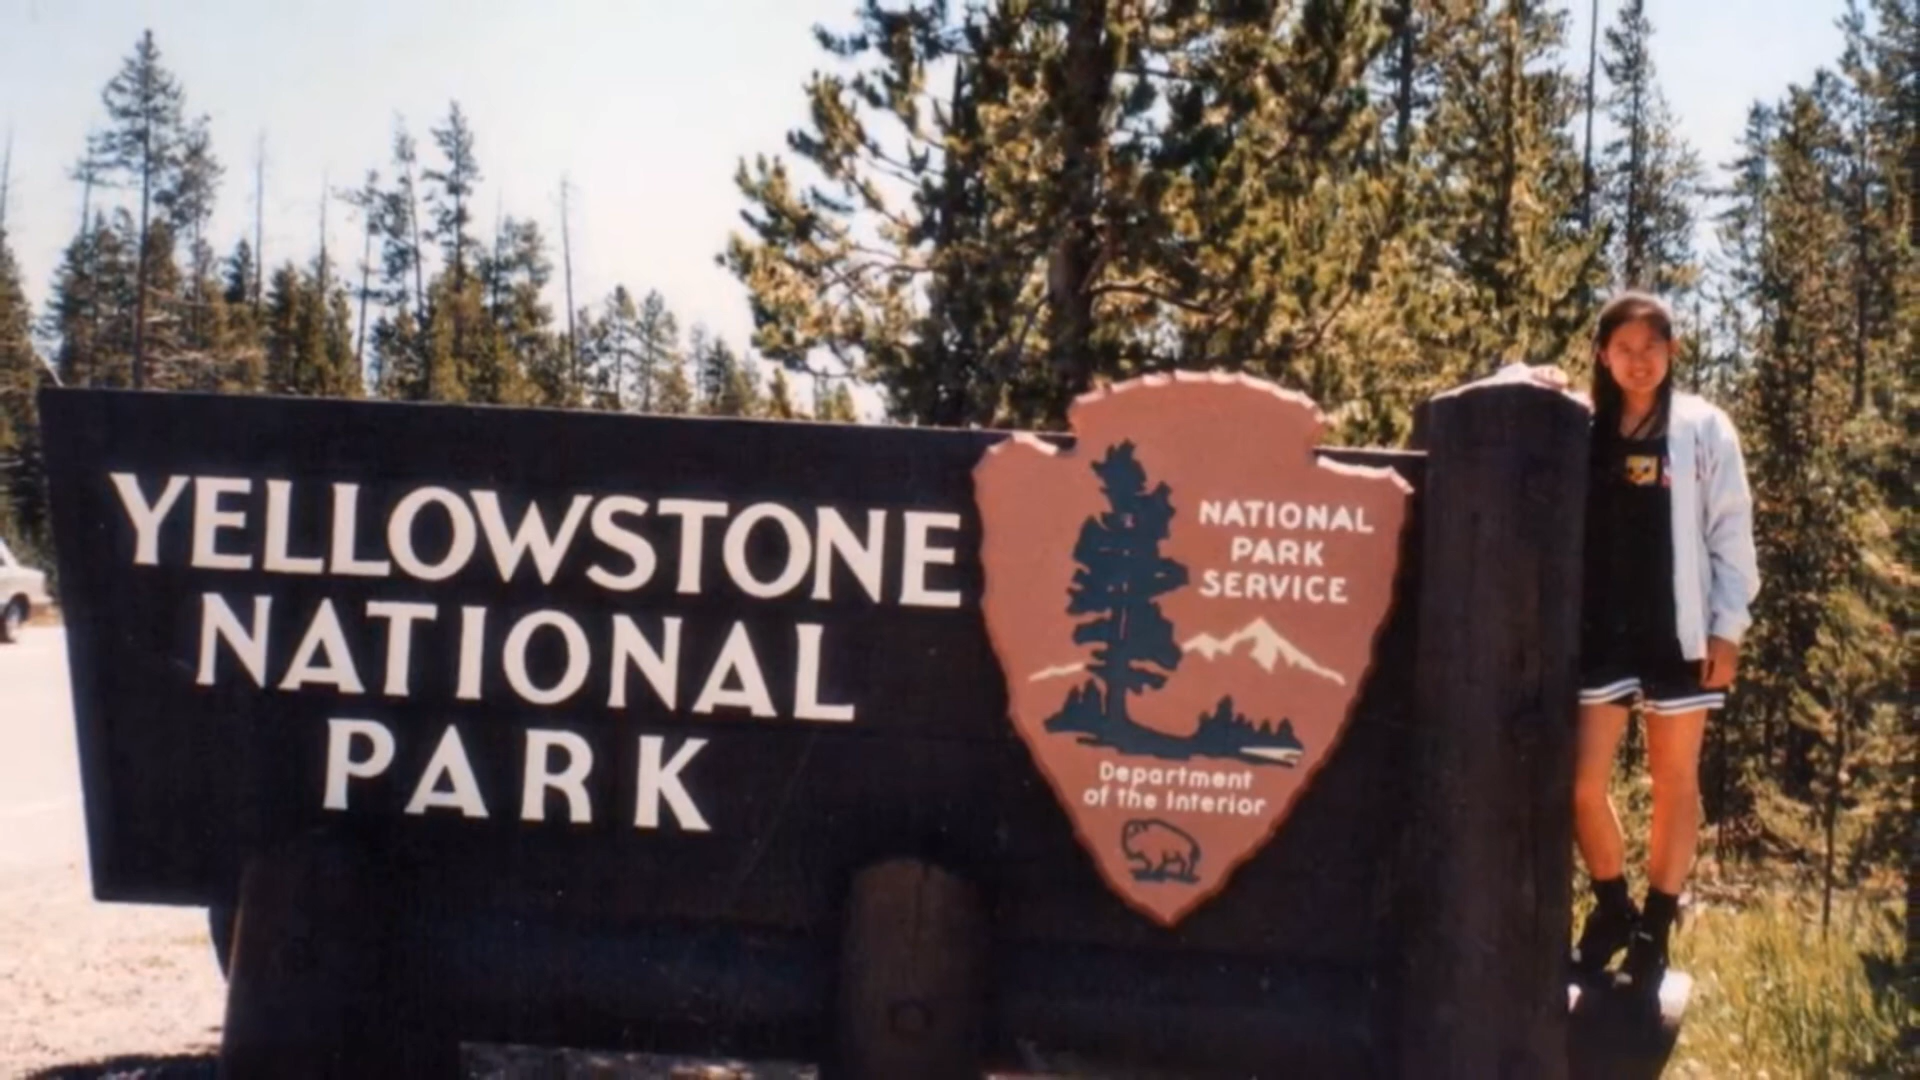 YELLOWSTONE
NATIONAL
PARK
NATIONAL
PARK
SERVICE
Department
of the Interior